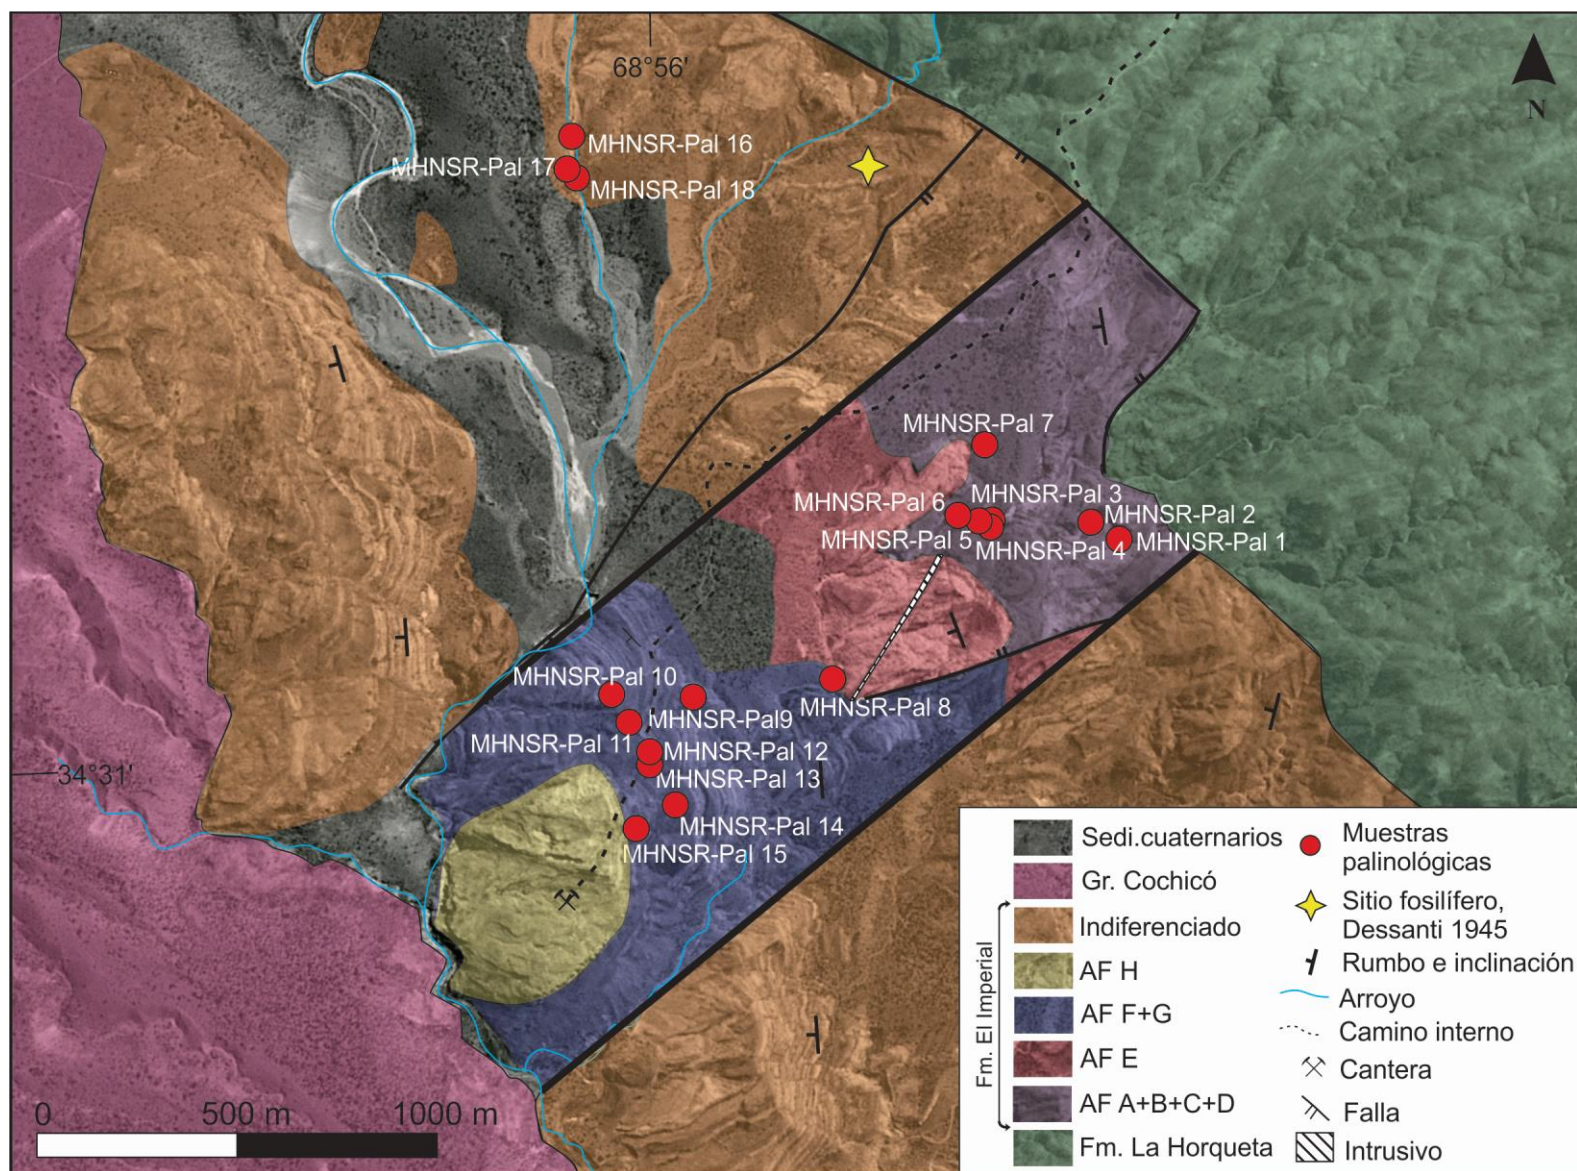 68°56'
N
MHNSR-Pal 16
MHNSR-Pal 17
MHNSR-Pal 18
MHNSR-Pal 7
MHNSR-Pal 3
MHNSR-Pal 6
MHNSR-Pal 2
MHNSR-Pal 5
MHNSR-Pal 4
MHNSR-Pal 1
MHNSR-Pal 10
MHNSR-Pal 8
MHNSR-Pal9
MHNSR-Pal 11
MHNSR-Pal 12
34°31'
MHNSR-Pal 13
MHNSR-Pal 14
MHNSR-Pal 15
0 500 m 1000 m
Fm. El Imperial
Sedi.cuaternarios
Gr. Cochicó
Indiferenciado
AF H
AF F+G
AF E
AF A+B+C+D
Fm. La Horqueta
Muestras
palinológicas
Sitio fosilífero,
Dessanti 1945
Rumbo e inclinación
Arroyo
Camino interno
Cantera
Falla
Intrusivo